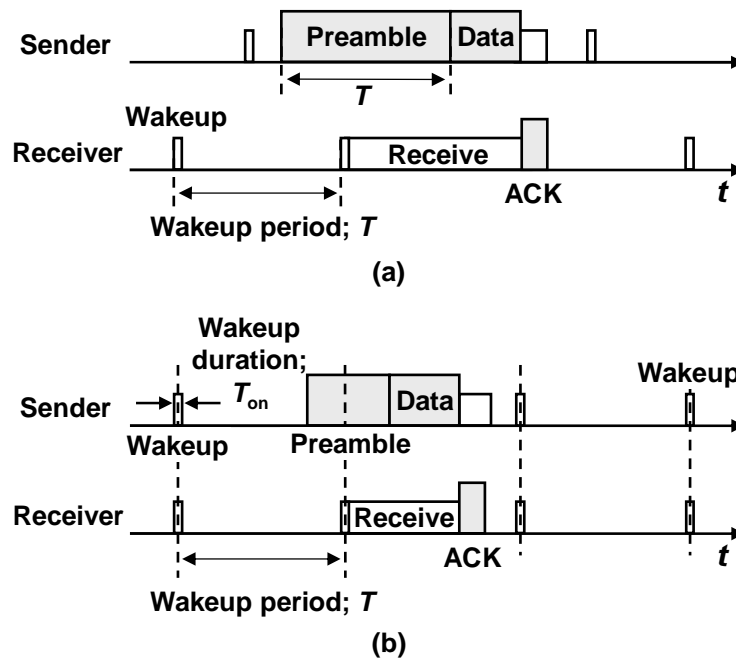 Sender
Preamble
Data
T
Wakeup
Receiver
Receive
ACK
t
Wakeup period; T
(a)
Wakeup
duration;
Ton
Sender
Data
Wakeup
Wakeup
Preamble
Receiver
Receive
ACK
t
Wakeup period; T
(b)